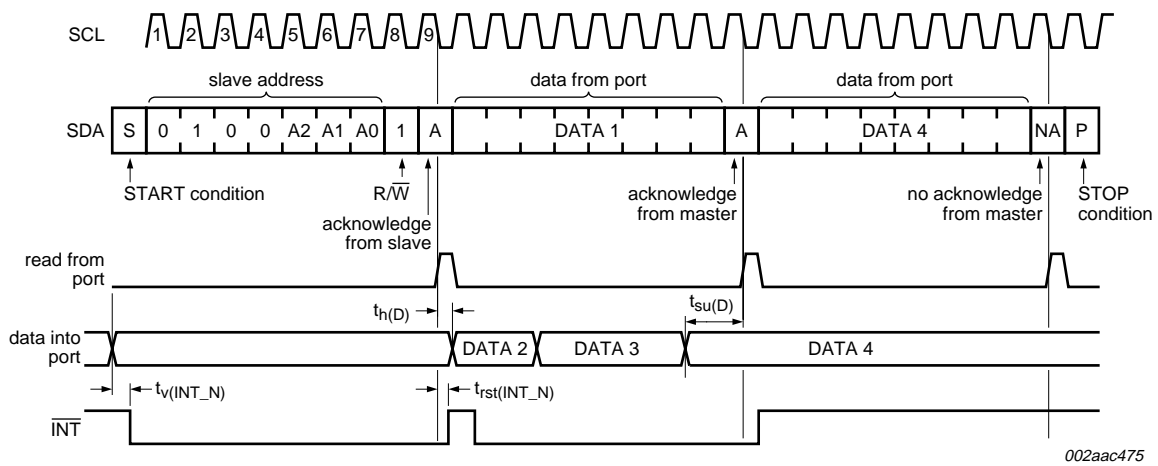 SCL 1 2 3 4 5 6 7 8 9
slave address data from port data from port
SDA S 0 1 0 0 A2 A1 A0 1 A DATA 1 A DATA 4 NA P
START condition R/W acknowledge from slave acknowledge from master no acknowledge from master STOP condition
read from port
th(D) tsu(D)
data into port DATA 2 DATA 3 DATA 4
tv(INT_N) trst(INT_N)
INT
002aac475